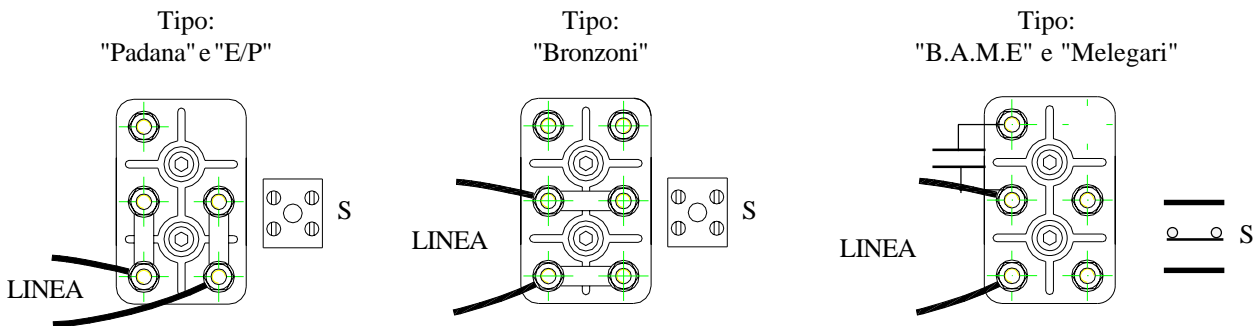 Tipo:
"Padana" e "E/P"
S
LINEA
Tipo:
"Bronzoni"
S
LINEA
Tipo:
"B.A.M.E" e "Melegari"
S
LINEA